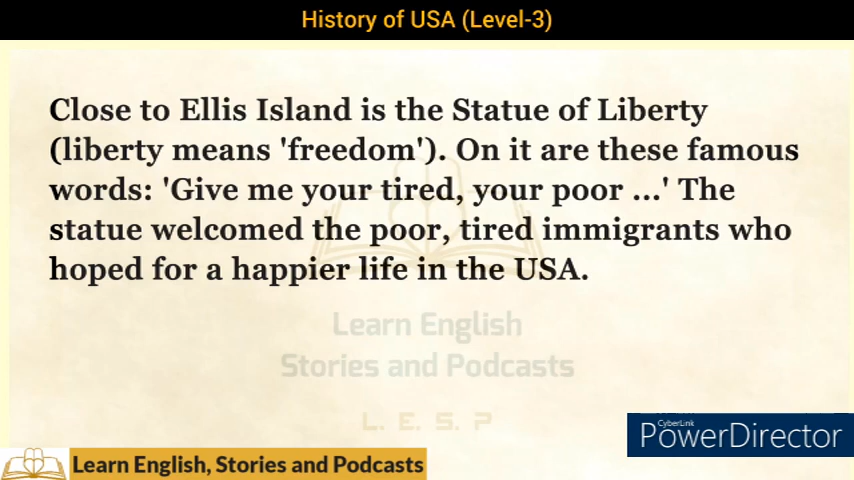 History of USA (Level-3)
Close to Ellis Island is the Statue of Liberty
(liberty means 'freedom'). On it are these famous
words: 'Give me your tired, your poor ...' The
statue welcomed the poor, tired immigrants who
hoped for a happier life in the USA.
Learn English
Stories and Podcasts
L. E. S. P
CyberLink
PowerDirector
Learn English, Stories and Podcasts